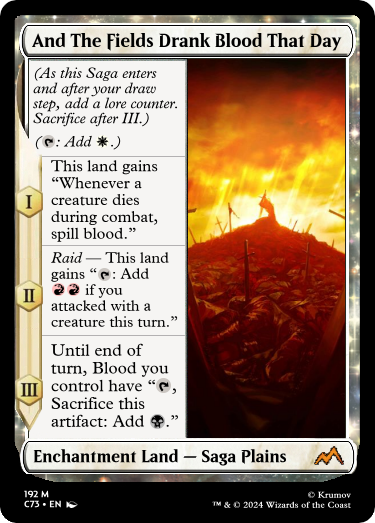 And The Fields Drank Blood That Day
(As this Saga enters
and after your draw
step, add a lore counter.
Sacrifice after III.)
(: Add .)
I
This land gains
“Whenever a
creature dies
during combat,
spill blood.”
II
Raid — This land
gains “: Add
if you
attacked with a
creature this turn.”
III
Until end of
turn, Blood you
control have “,
Sacrifice this
artifact: Add .”
Enchantment Land — Saga Plains
192 M
C73 • EN
© Krumov
™ & © 2024 Wizards of the Coast